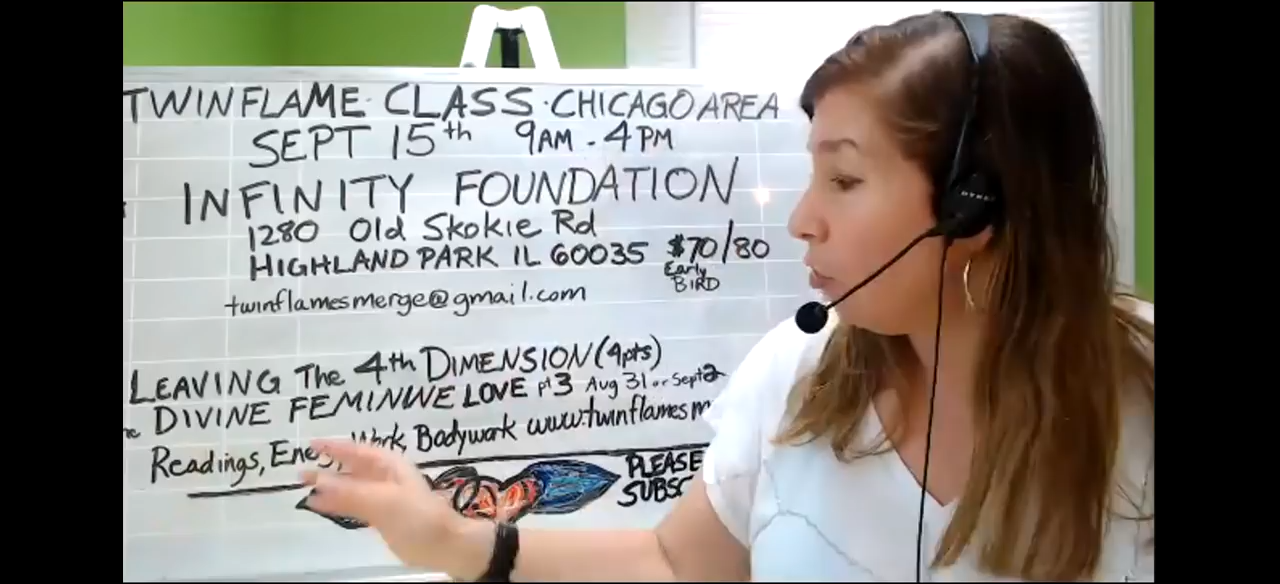 TWIN FLAME · CLASS · CHICAGO AREA
SEPT 15th 9AM - 4PM
INFINITY FOUNDATION
1280 Old Skokie Rd
HIGHLAND PARK IL 60035 $70/80
Early
BIRD
twinflamesmerge@gmail.com
LEAVING The 4th DIMENSION (4pts)
DIVINE FEMININE LOVE pt 3 Aug 31 or Sept 2
Readings, Work, Bodywork www.twinflamesm
PLEASE
SUBSC